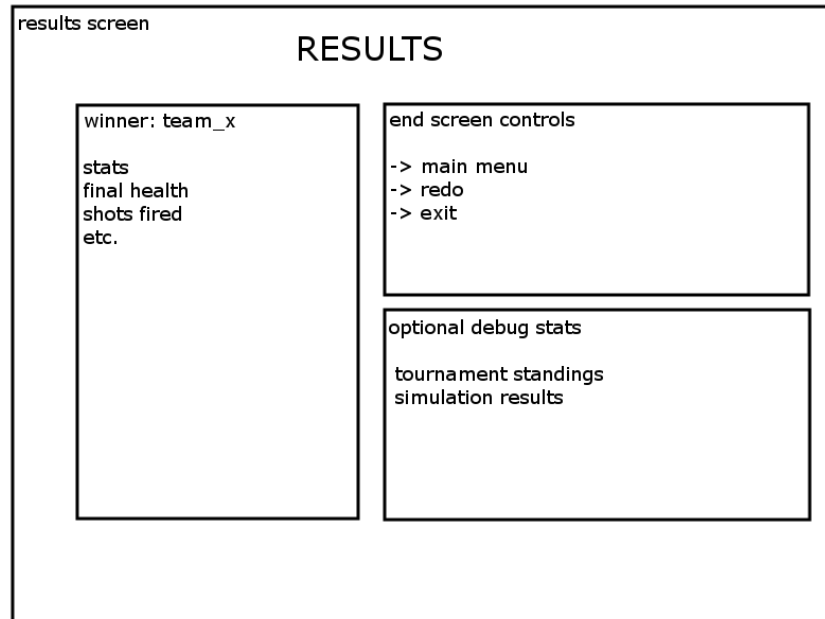 results screen
RESULTS
winner: team_x
stats
final health
shots fired
etc.
end screen controls
-> main menu
-> redo
-> exit
optional debug stats
tournament standings
simulation results